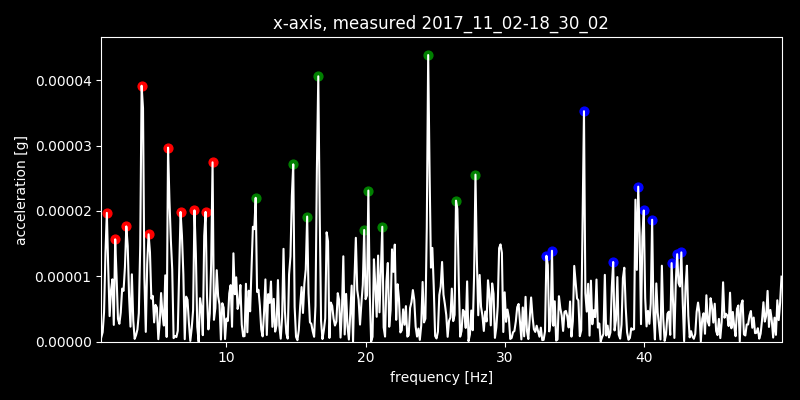 x-axis, measured 2017_11_02-18_30_02
acceleration [g]
0.00004
0.00003
0.00002
0.00001
0.00000
10 20 30 40
frequency [Hz]